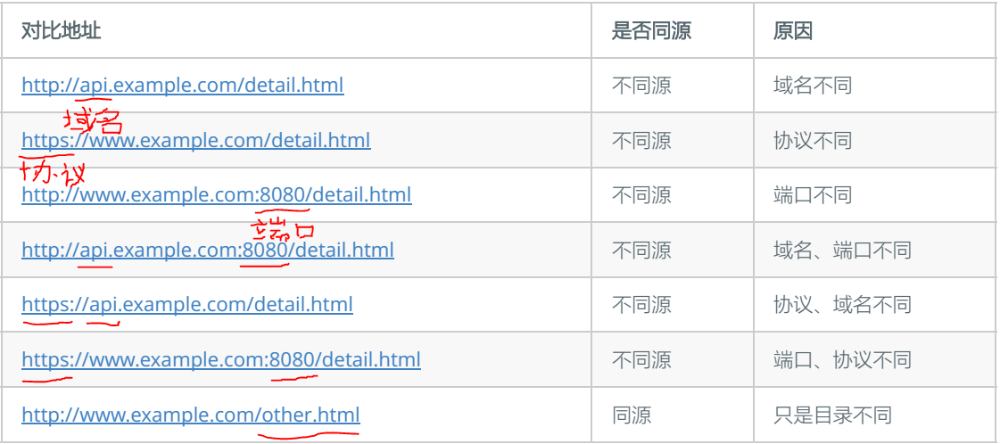 对比地址 是否同源 原因
http://api.example.com/detail.html 不同源 域名不同
域名
https://www.example.com/detail.html 不同源 协议不同
协议
http://www.example.com:8080/detail.html 不同源 端口不同
端口
http://api.example.com:8080/detail.html 不同源 域名、端口不同
https://api.example.com/detail.html 不同源 协议、域名不同
https://www.example.com:8080/detail.html 不同源 端口、协议不同
http://www.example.com/other.html 同源 只是目录不同